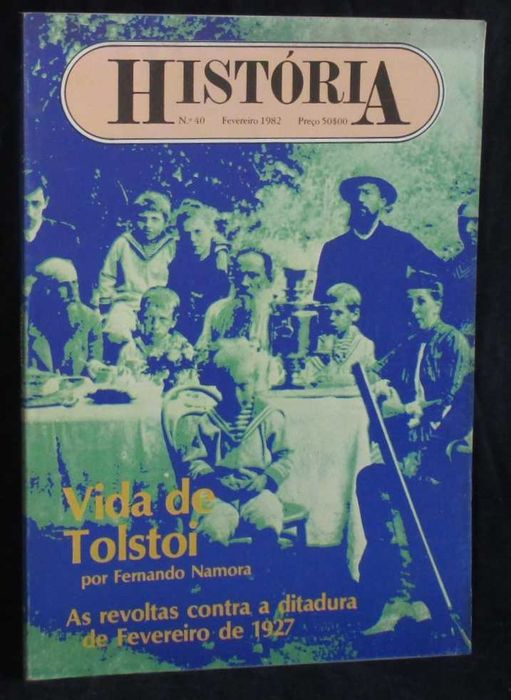 HISTÓRIA
N.º 40 Fevereiro 1982 Preço 50$00
Vida de
Tolstoi
por Fernando Namora
As revoltas contra a ditadura
de Fevereiro de 1927